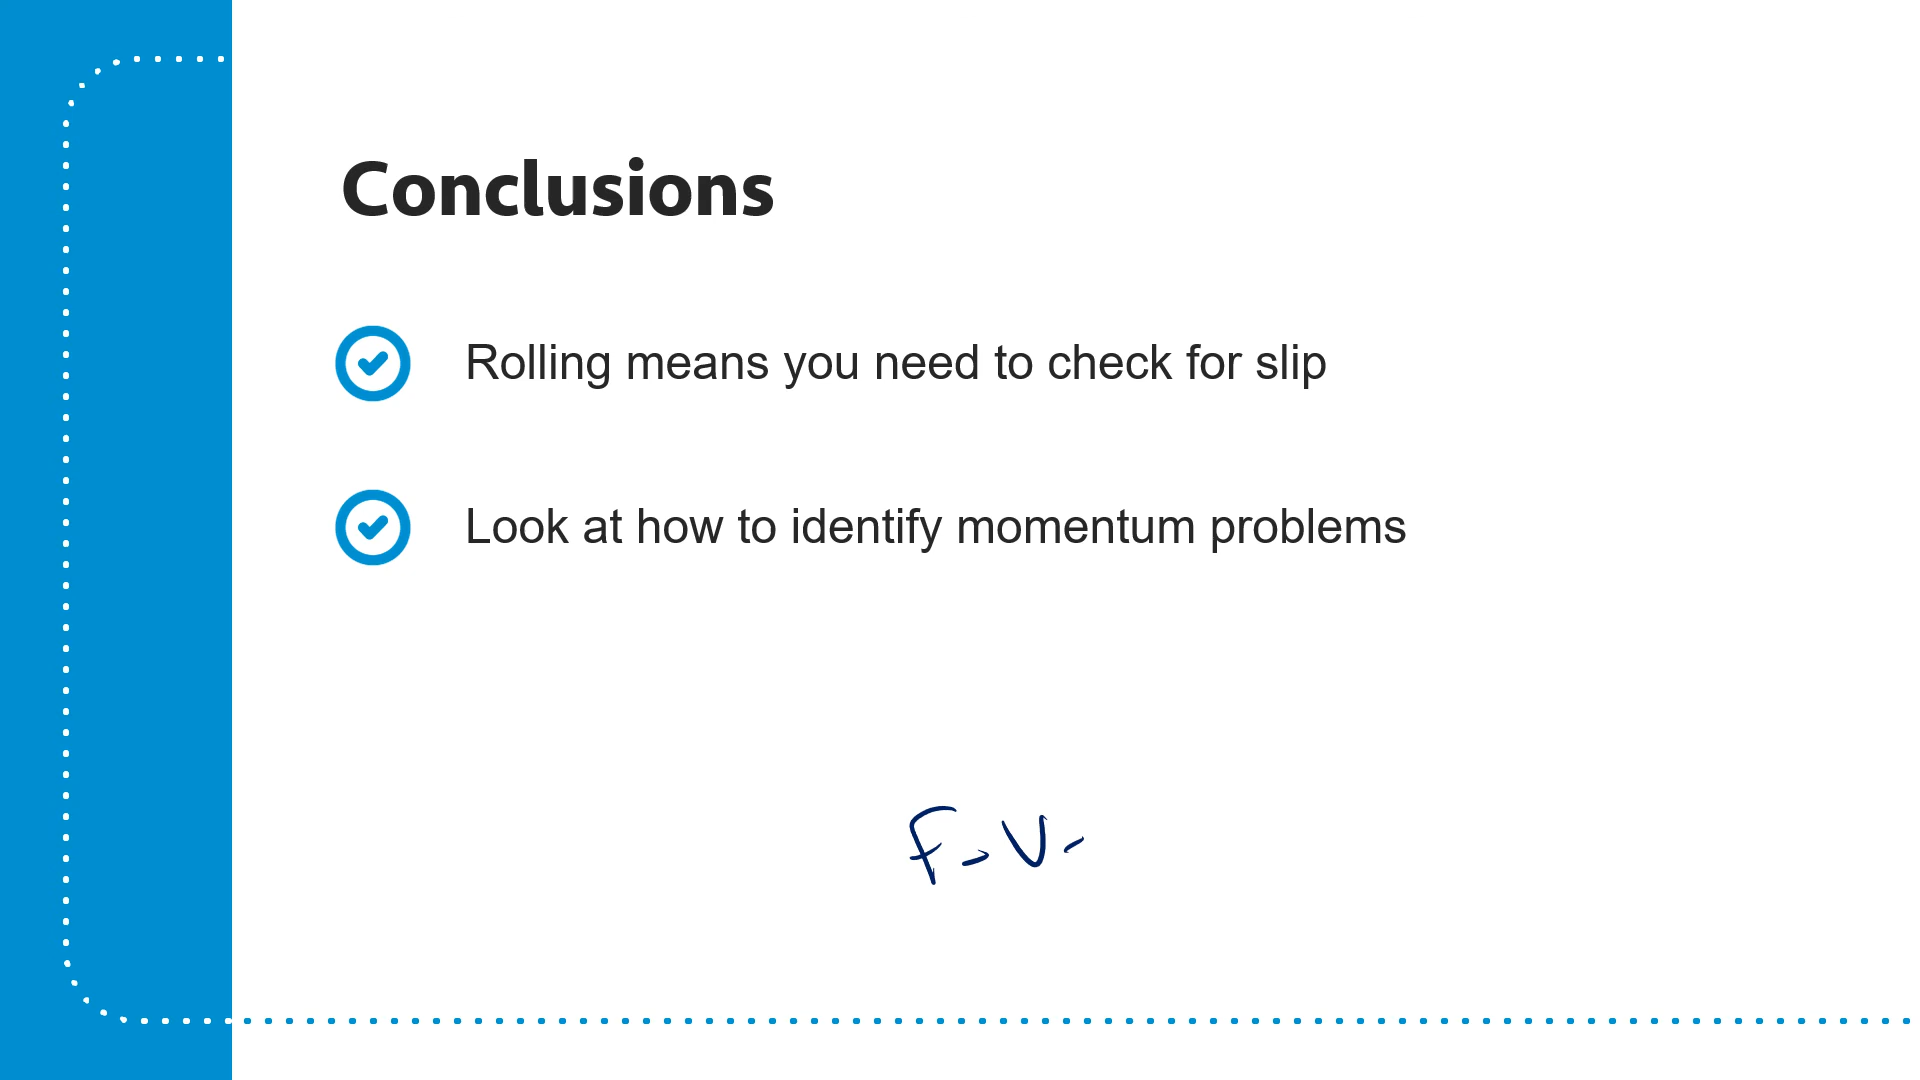 Conclusions
Rolling means you need to check for slip
Look at how to identify momentum problems
F - V -